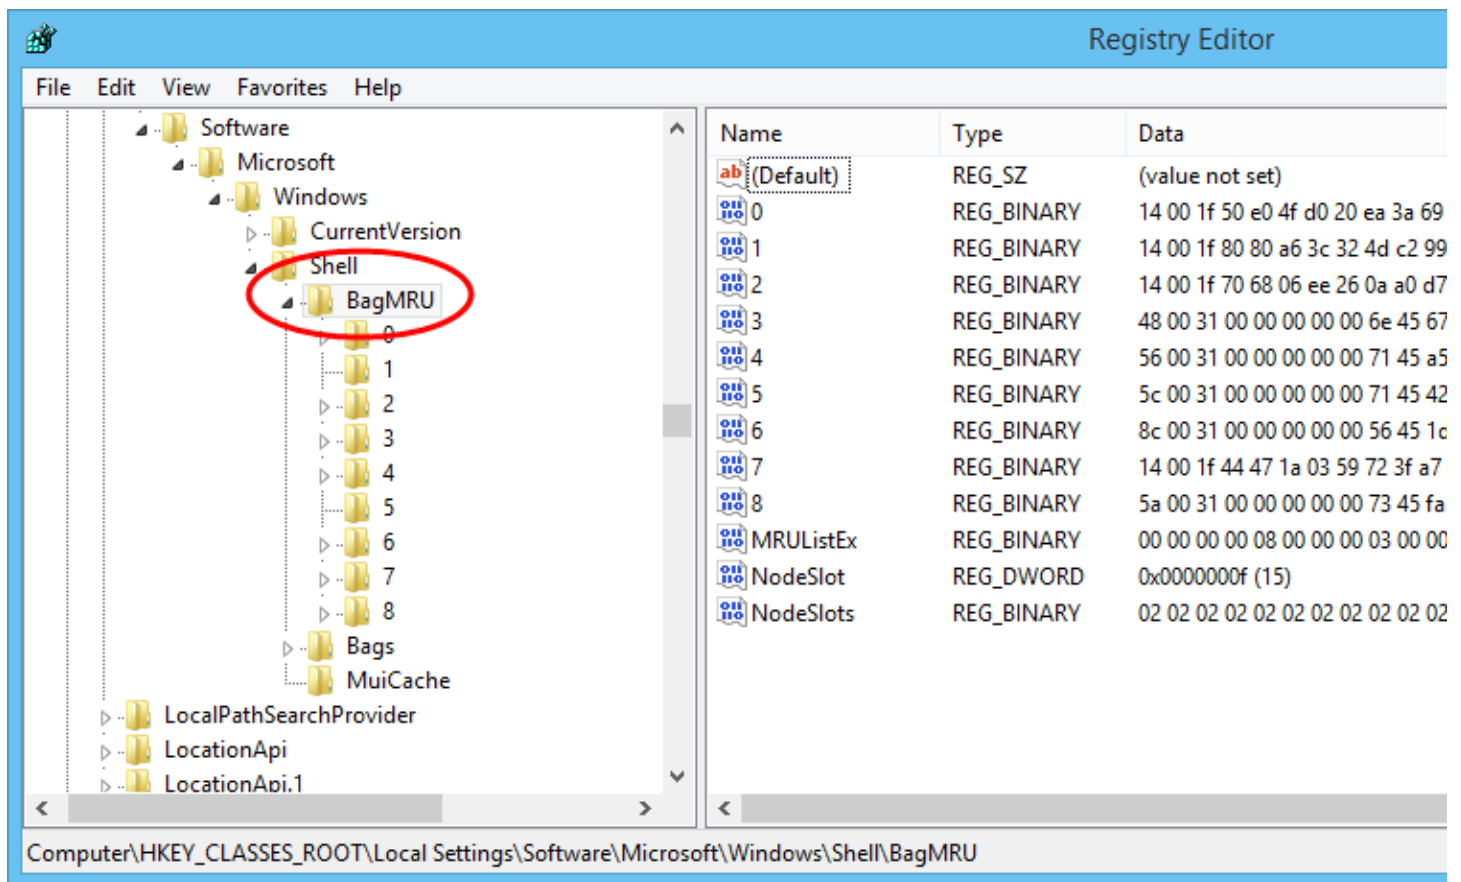 Registry Editor
File Edit View Favorites Help
Software
Microsoft
Windows
CurrentVersion
Shell
BagMRU
0
1
2
3
4
5
6
7
8
Bags
MuiCache
LocalPathSearchProvider
LocationApi
LocationApi.1
Name Type Data
(Default) REG_SZ (value not set)
0 REG_BINARY 14 00 1f 50 e0 4f d0 20 ea 3a 69
1 REG_BINARY 14 00 1f 80 80 a6 3c 32 4d c2 99
2 REG_BINARY 14 00 1f 70 68 06 ee 26 0a a0 d7
3 REG_BINARY 48 00 31 00 00 00 00 00 6e 45 67
4 REG_BINARY 56 00 31 00 00 00 00 00 71 45 a5
5 REG_BINARY 5c 00 31 00 00 00 00 00 71 45 42
6 REG_BINARY 8c 00 31 00 00 00 00 00 56 45 1d
7 REG_BINARY 14 00 1f 44 47 1a 03 59 72 3f a7
8 REG_BINARY 5a 00 31 00 00 00 00 00 73 45 fa
MRUListEx REG_BINARY 00 00 00 00 08 00 00 00 03 00 00
NodeSlot REG_DWORD 0x0000000f (15)
NodeSlots REG_BINARY 02 02 02 02 02 02 02 02 02 02 02
Computer\HKEY_CLASSES_ROOT\Local Settings\Software\Microsoft\Windows\Shell\BagMRU